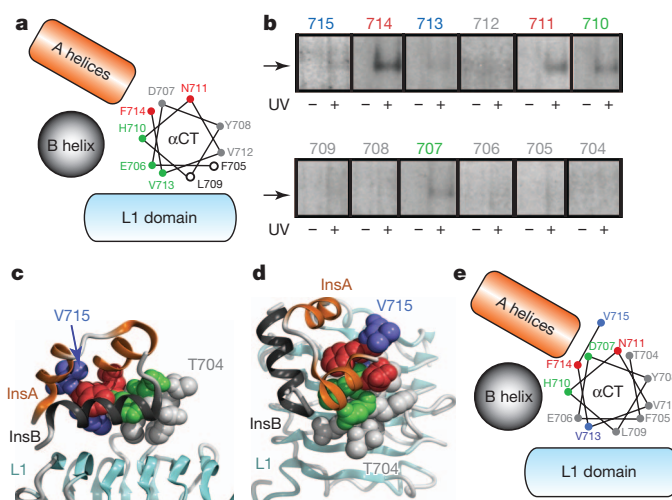 a
A helices
B helix
αCT
L1 domain
D707
N711
F714
H710
Y708
V712
E706
F705
V713
L709
b
715 714 713 712 711 710
UV − + − + − + − + − + − +
709 708 707 706 705 704
UV − + − + − + − + − + − +
c
V715
T704
InsA
InsB
L1
d
InsA
V715
InsB
L1
T704
e
A helices
V715
D707
N711
F714
T704
H710
B helix
αCT
E706
F705
V713
L709
L1 domain